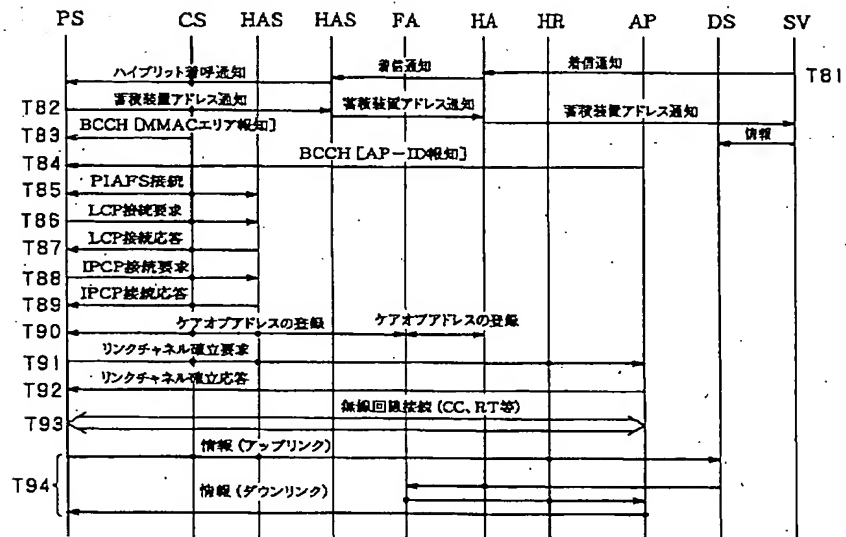 PS CS HAS HAS FA HA HR AP DS SV
ハイブリット着呼通知 着信通知 着信通知 T81
T82 蓄積装置アドレス通知 蓄積装置アドレス通知 蓄積装置アドレス通知
T83 BCCH [MMACエリア報知] 情報
T84 BCCH [AP-ID報知]
T85 PIAFS接続
T86 LCP接続要求
T87 LCP接続応答
T88 IPCP接続要求
T89 IPCP接続応答
T90 ケアオブアドレスの登録 ケアオブアドレスの登録
T91 リンクチャネル確立要求
T92 リンクチャネル確立応答
T93 無線回線接続 (CC、RT等)
情報 (アップリンク)
T94 情報 (ダウンリンク)